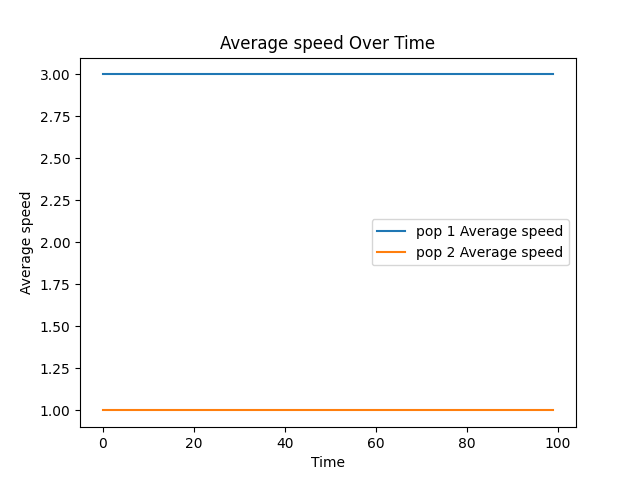 Average speed Over Time
3.00
2.75
2.50
2.25
2.00
1.75
1.50
1.25
1.00
Average speed
pop 1 Average speed
pop 2 Average speed
0 20 40 60 80 100
Time